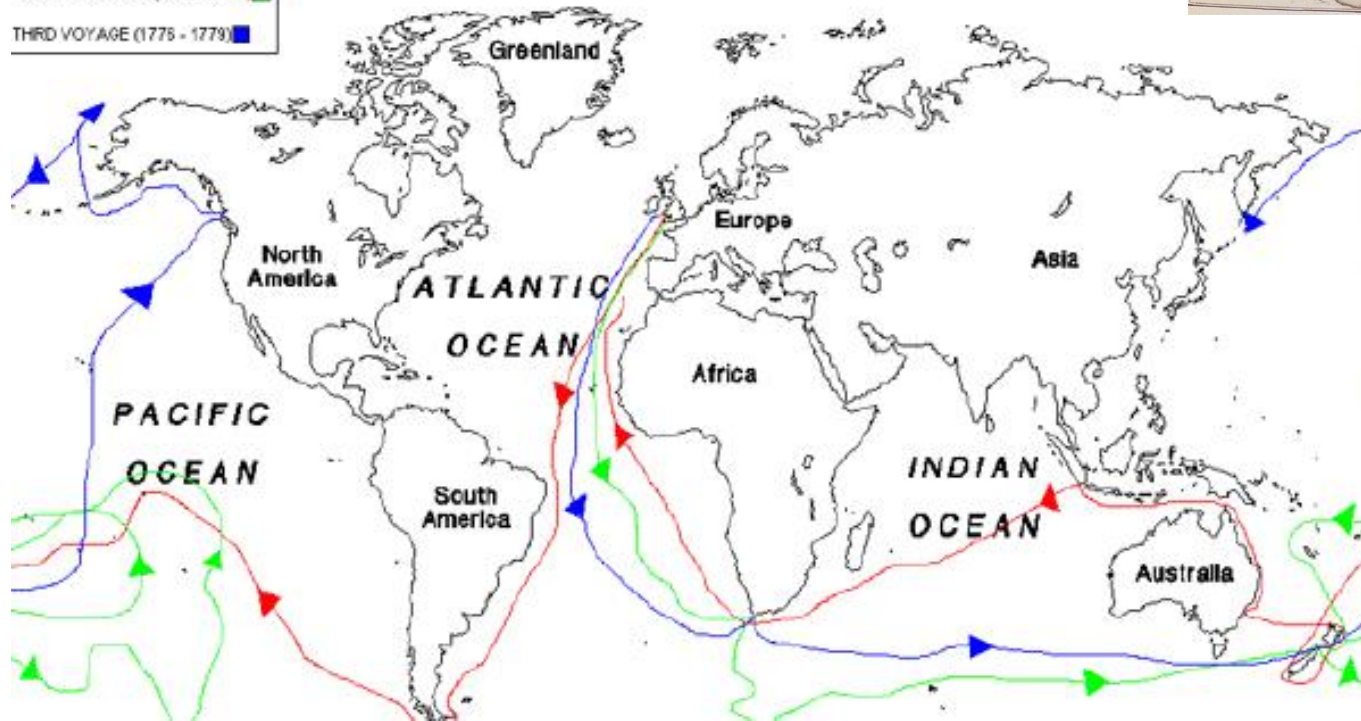 THIRD VOYAGE (1776 - 1779)
Greenland
North
America
ATLANTIC
OCEAN
Europe
Asia
Africa
PACIFIC
OCEAN
South
America
INDIAN
OCEAN
Australia